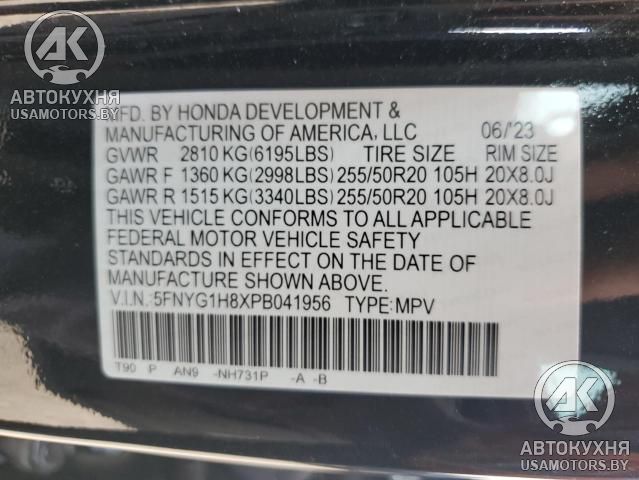 AK
АВТОКУХНЯ
USAMOTORS.BY
MFD. BY HONDA DEVELOPMENT &
MANUFACTURING OF AMERICA, LLC 06/'23
GVWR 2810 KG(6195LBS) TIRE SIZE RIM SIZE
GAWR F 1360 KG(2998LBS) 255/50R20 105H 20X8.0J
GAWR R 1515 KG(3340LBS) 255/50R20 105H 20X8.0J
THIS VEHICLE CONFORMS TO ALL APPLICABLE
FEDERAL MOTOR VEHICLE SAFETY
STANDARDS IN EFFECT ON THE DATE OF
MANUFACTURE SHOWN ABOVE.
V.I.N.: 5FNYG1H8XPB041956 TYPE: MPV
T90 P AN9 -NH731P -A -B
AK
АВТОКУХНЯ
USAMOTORS.BY